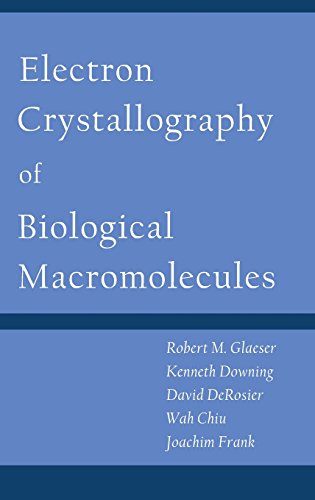 Electron
Crystallography
of
Biological
Macromolecules
Robert M. Glaeser
Kenneth Downing
David DeRosier
Wah Chiu
Joachim Frank